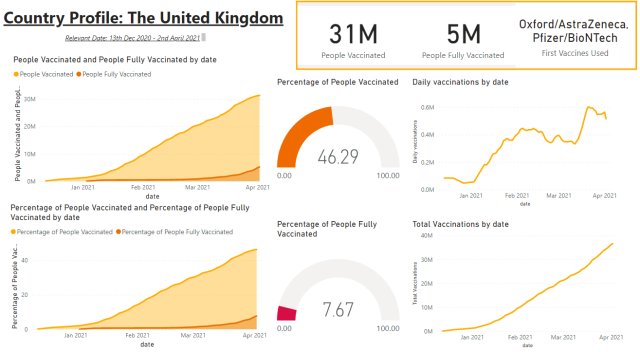 Country Profile: The United Kingdom
Relevant Date: 13th Dec 2020 - 2nd April 2021
31M
People Vaccinated
5M
People Fully Vaccinated
Oxford/AstraZeneca,
Pfizer/BioNTech
First Vaccines Used
People Vaccinated and People Fully Vaccinated by date
People Vaccinated People Fully Vaccinated
People Vaccinated and Peopl...
30M
20M
10M
0M
Jan 2021
Feb 2021
Mar 2021
Apr 2021
date
Percentage of People Vaccinated
46.29
0.00
100.00
Daily vaccinations by date
Daily vaccinations
0.6M
0.4M
0.2M
0.0M
Jan 2021
Feb 2021
Mar 2021
Apr 2021
date
Percentage of People Vaccinated and Percentage of People Fully
Vaccinated by date
Percentage of People Vaccinated Percentage of People Fully Vaccinated
Percentage of People Vac...
40
20
0
Jan 2021
Feb 2021
Mar 2021
Apr 2021
date
Percentage of People Fully
Vaccinated
7.67
0.00
100.00
Total Vaccinations by date
Total Vaccinations
40M
30M
20M
10M
0M
Jan 2021
Feb 2021
Mar 2021
Apr 2021
date